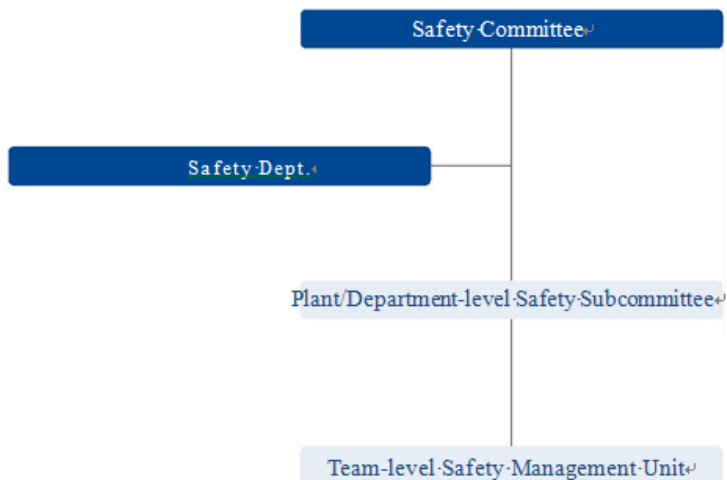 Safety Committee
Safety Dept.
Plant/Department-level Safety Subcommittee
Team-level Safety Management Unit